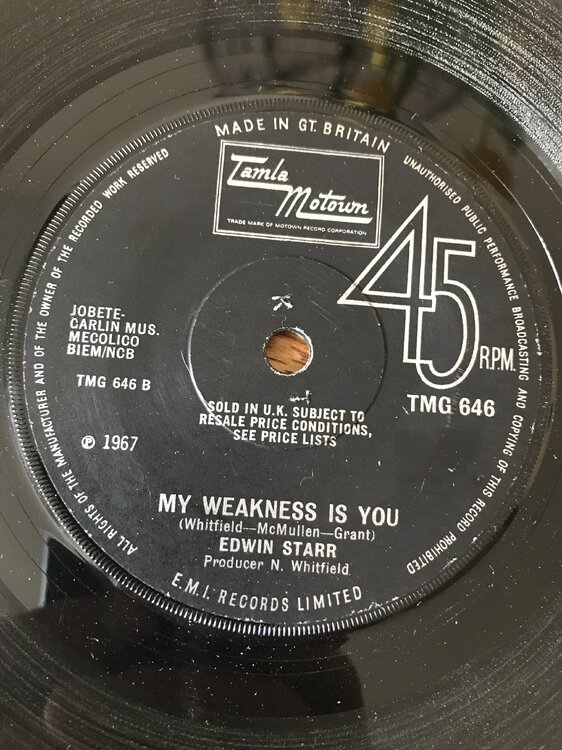 MADE IN GT. BRITAIN
Tamla
Motown
TRADE MARK OF MOTOWN RECORD CORPORATION
45
R.P.M.
JOBETE-
CARLIN MUS.
MECOLICO
BIEM/NCB
TMG 646 B
TMG 646
SOLD IN U.K. SUBJECT TO
RESALE PRICE CONDITIONS,
SEE PRICE LISTS
℗ 1967
MY WEAKNESS IS YOU
(Whitfield—McMullen—Grant)
EDWIN STARR
Producer N. Whitfield
E.M.I. RECORDS LIMITED
ALL RIGHTS OF THE MANUFACTURER AND OF THE OWNER OF THE RECORDED WORK RESERVED
UNAUTHORISED PUBLIC PERFORMANCE BROADCASTING AND COPYING OF THIS RECORD PROHIBITED